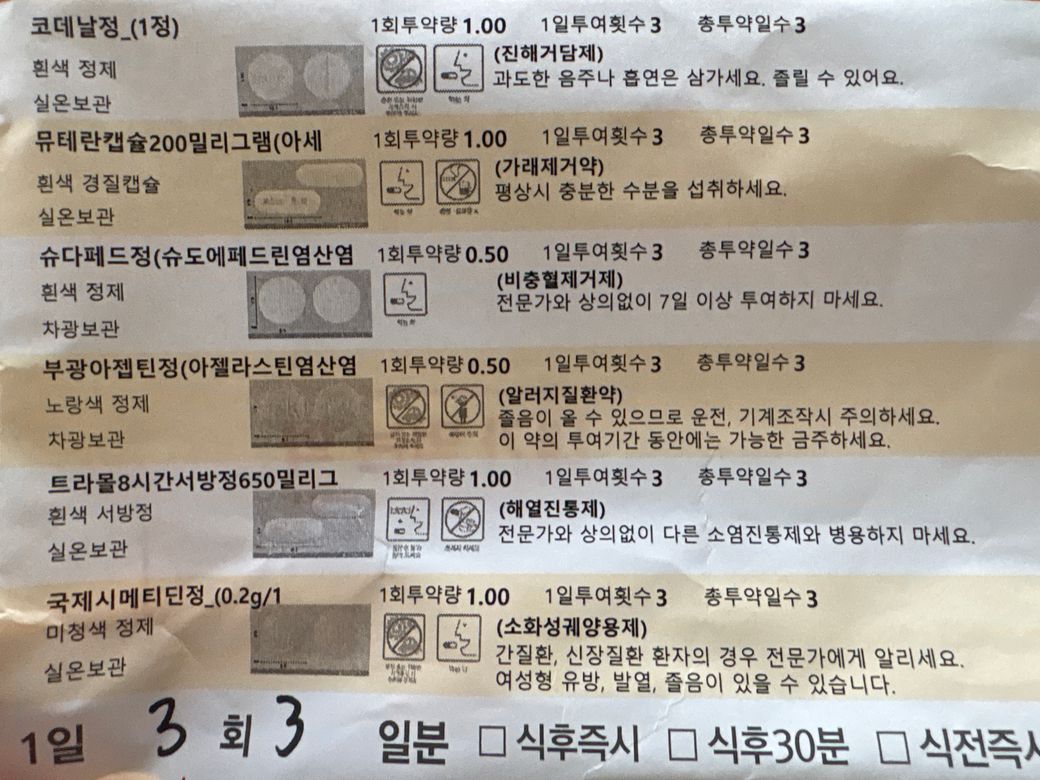 코데날정_(1정) 1회투약량 1.00 1일투여횟수 3 총투약일수 3
흰색 정제 (진해거담제)
실온보관 과도한 음주나 흡연은 삼가세요. 졸릴 수 있어요.
뮤테란캡슐200밀리그램(아세 1회투약량 1.00 1일투여횟수 3 총투약일수 3
흰색 경질캡슐 (가래제거약)
실온보관 평상시 충분한 수분을 섭취하세요.
슈다페드정(슈도에페드린염산염 1회투약량 0.50 1일투여횟수 3 총투약일수 3
흰색 정제 (비충혈제거제)
차광보관 전문가와 상의없이 7일 이상 투여하지 마세요.
부광아젭틴정(아젤라스틴염산염 1회투약량 0.50 1일투여횟수 3 총투약일수 3
노랑색 정제 (알러지질환약)
차광보관 졸음이 올 수 있으므로 운전, 기계조작시 주의하세요.
이 약의 투여기간 동안에는 가능한 금주하세요.
트라몰8시간서방정650밀리그 1회투약량 1.00 1일투여횟수 3 총투약일수 3
흰색 서방정 (해열진통제)
실온보관 전문가와 상의없이 다른 소염진통제와 병용하지 마세요.
국제시메티딘정_(0.2g/1 1회투약량 1.00 1일투여횟수 3 총투약일수 3
미청색 정제 (소화성궤양용제)
실온보관 간질환, 신장질환 환자의 경우 전문가에게 알리세요.
여성형 유방, 발열, 졸음이 있을 수 있습니다.
1일 3 회 3 일분 □ 식후즉시 □ 식후30분 □ 식전즉시